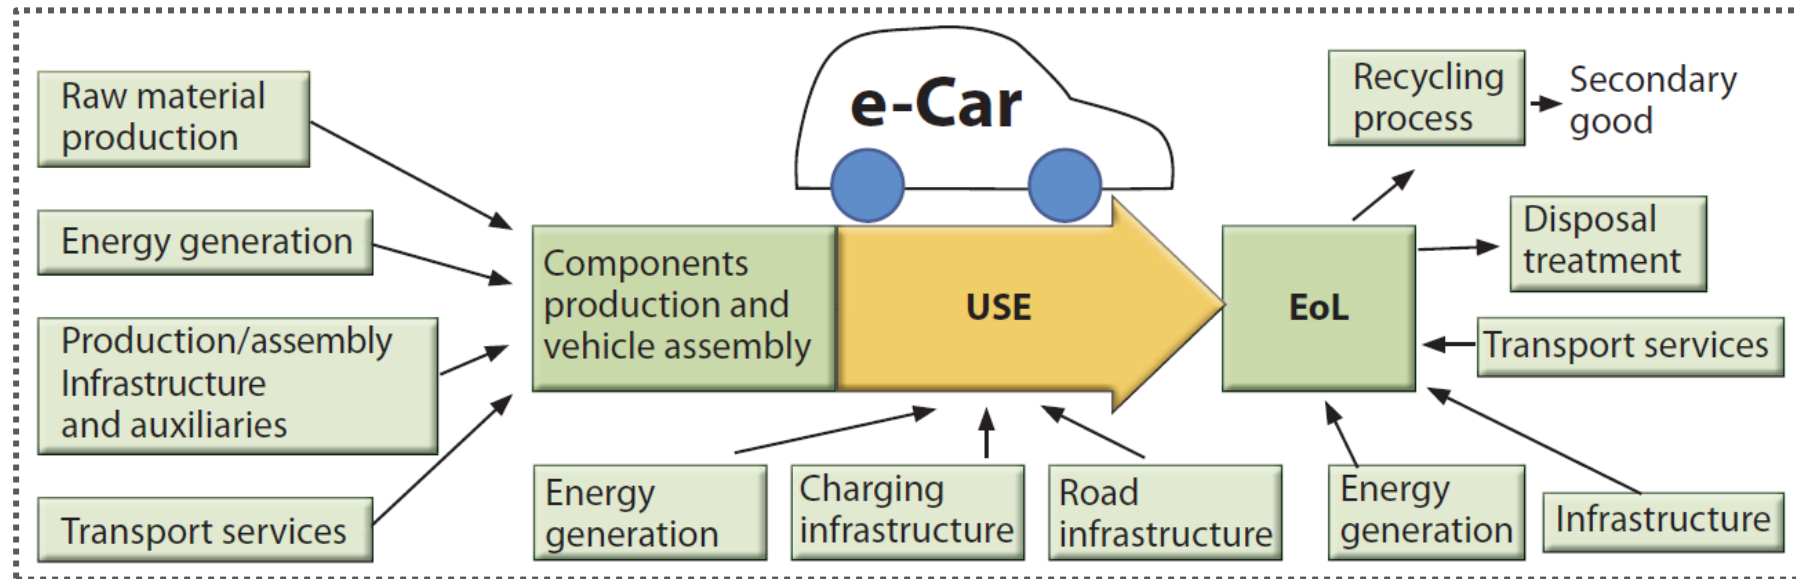 e-Car
Raw material
production
Energy generation
Production/assembly
Infrastructure
and auxiliaries
Transport services
Components
production and
vehicle assembly
USE
Energy
generation
Charging
infrastructure
Road
infrastructure
EoL
Recycling
process
Secondary
good
Disposal
treatment
Transport services
Energy
generation
Infrastructure